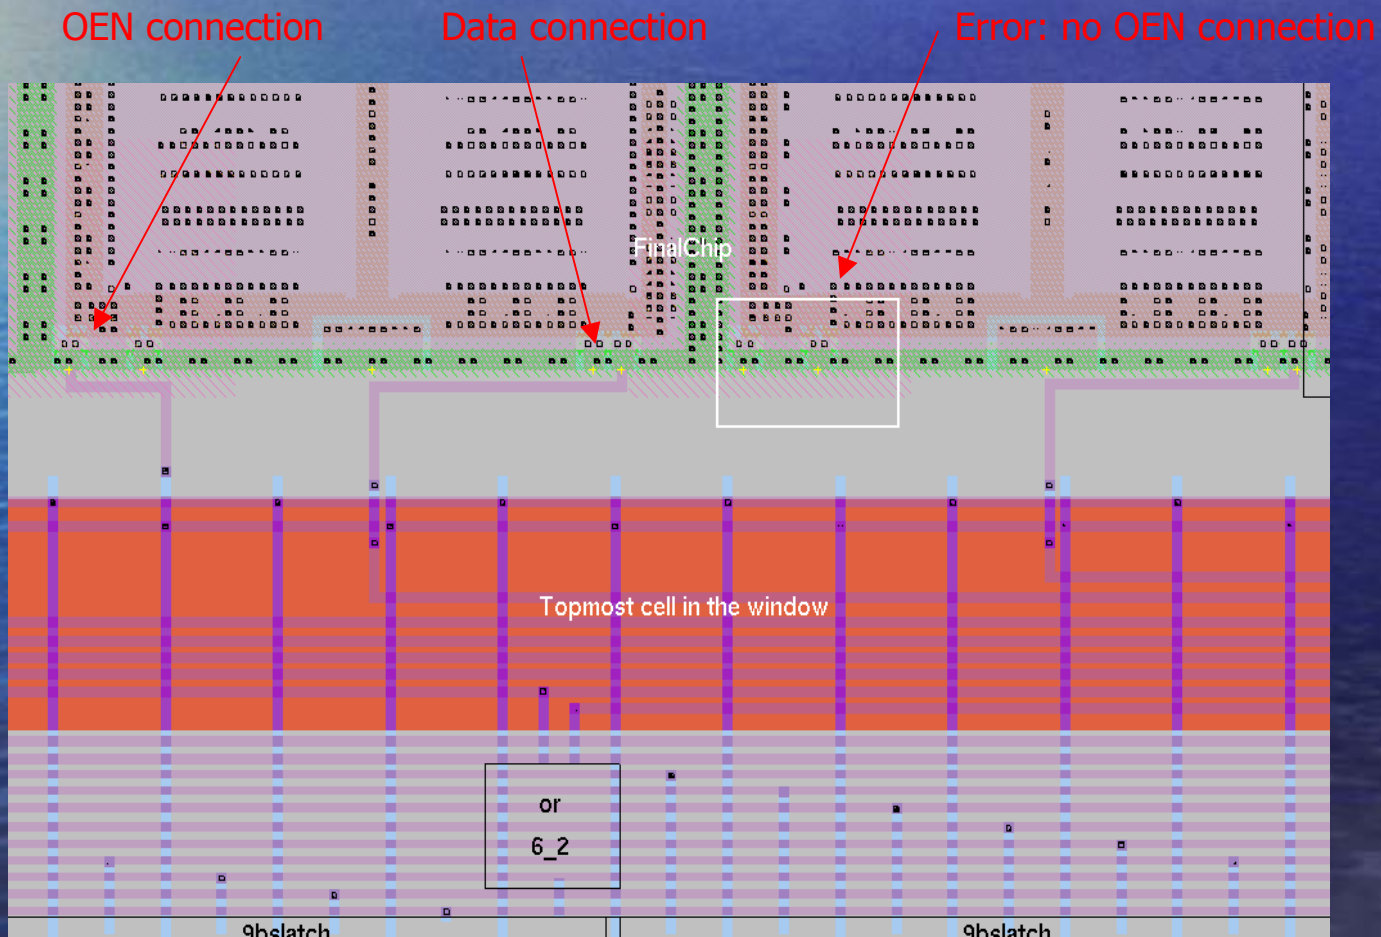 OEN connection
Data connection
Error: no OEN connection
FinalChip
Topmost cell in the window
or
6_2
9bslatch
9bslatch